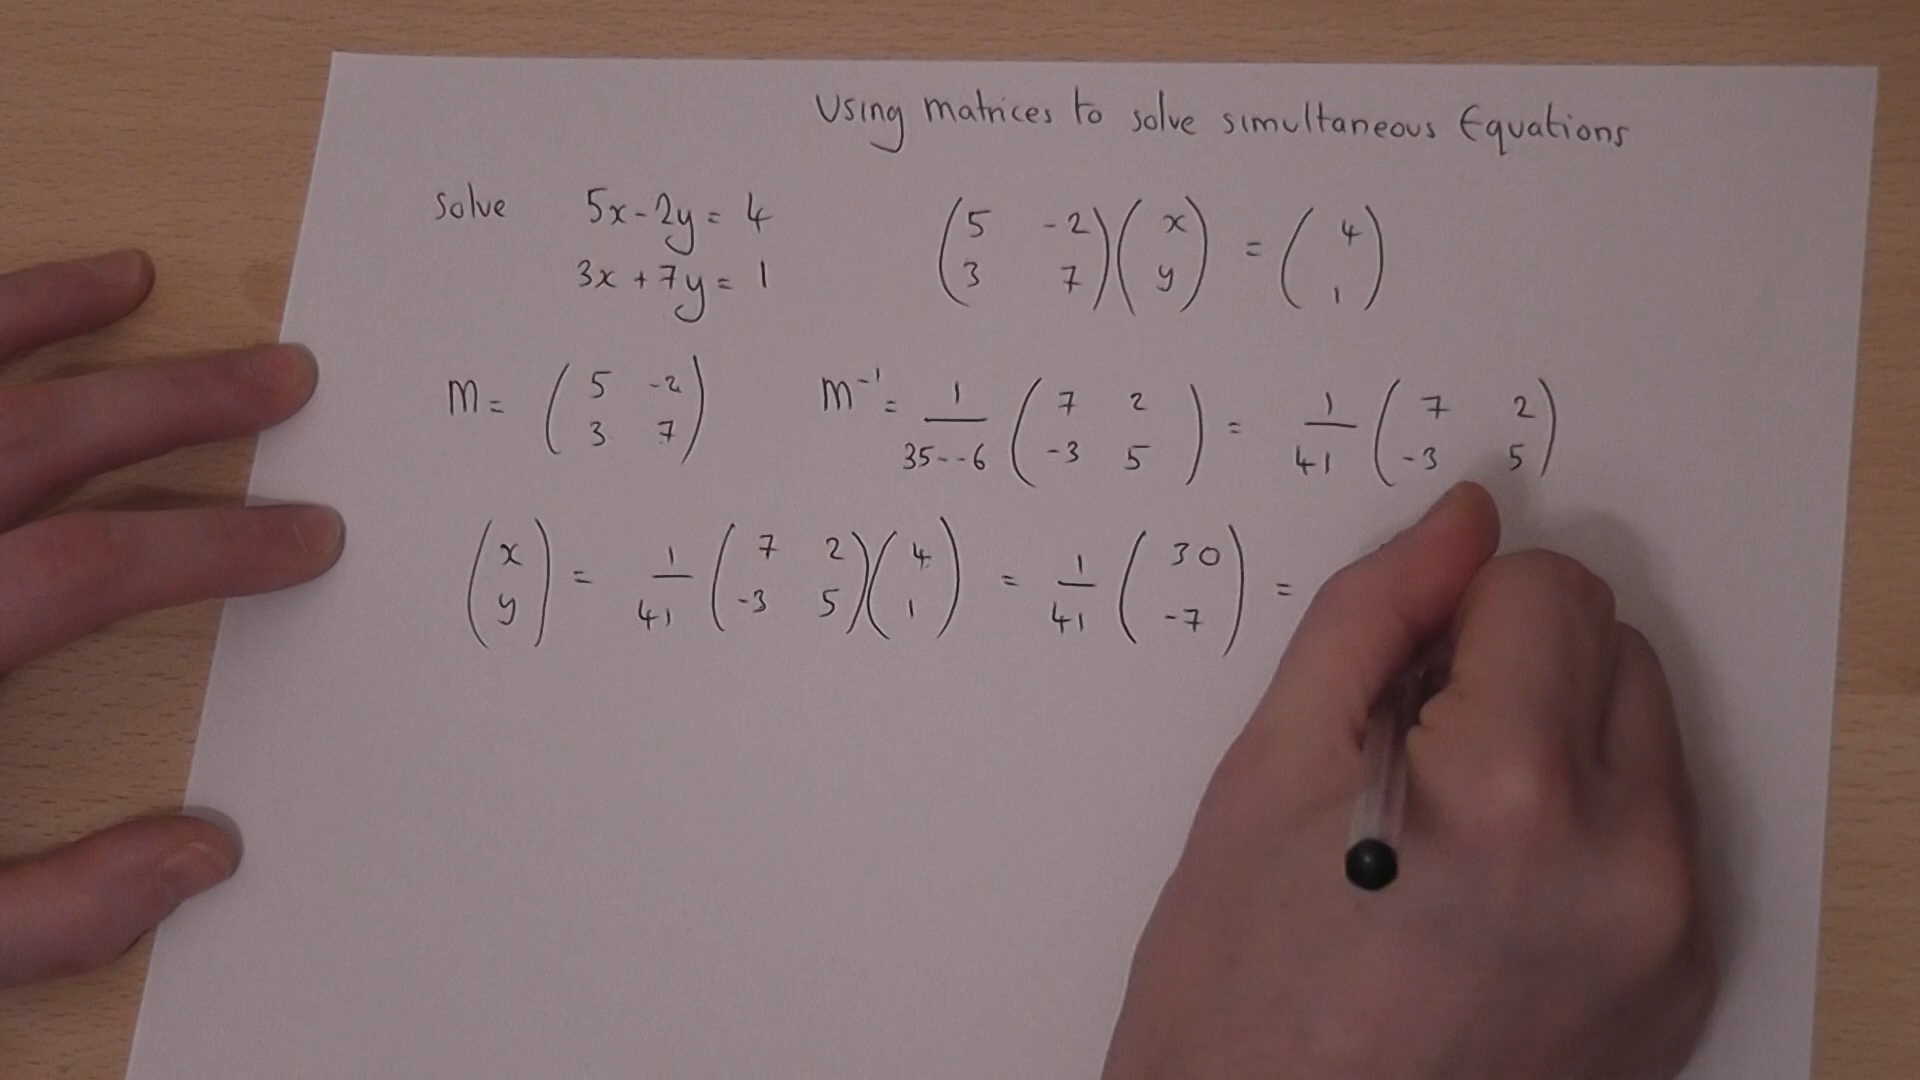 Using matrices to solve simultaneous Equations
solve 5x-2y=4 (5 -2)(x) = (4)
3x+7y=1 (3 7)(y) (1)
M= (5 -2) M⁻¹= 1 (7 2) = 1 (7 2)
(3 7) 35--6 (-3 5) 41 (-3 5)
(x) = 1 (7 2)(4) = 1 (30) =
(y) 41 (-3 5)(1) 41 (-7)